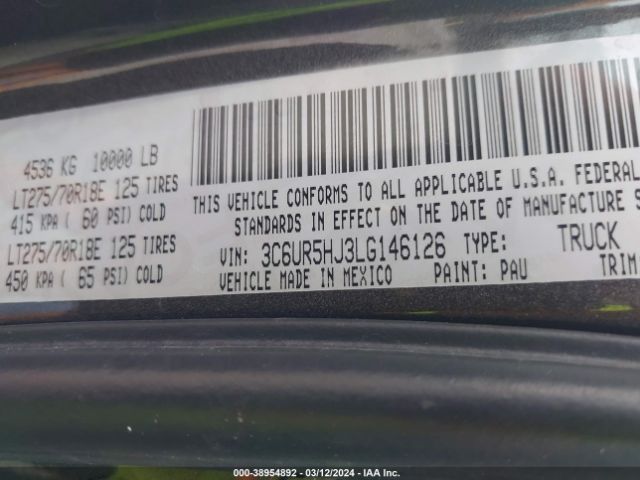 4536 KG 10000 LB
LT275/70R18E 125 TIRES
415 KPA ( 60 PSI) COLD
LT275/70R18E 125 TIRES
450 KPA ( 65 PSI) COLD
THIS VEHICLE CONFORMS TO ALL APPLICABLE U.S.A. FEDERAL
STANDARDS IN EFFECT ON THE DATE OF MANUFACTURE S
VIN: 3C6UR5HJ3LG146126 TYPE: TRUCK
VEHICLE MADE IN MEXICO PAINT: PAU TRIM
000-38954892 - 03/12/2024 - IAA Inc.